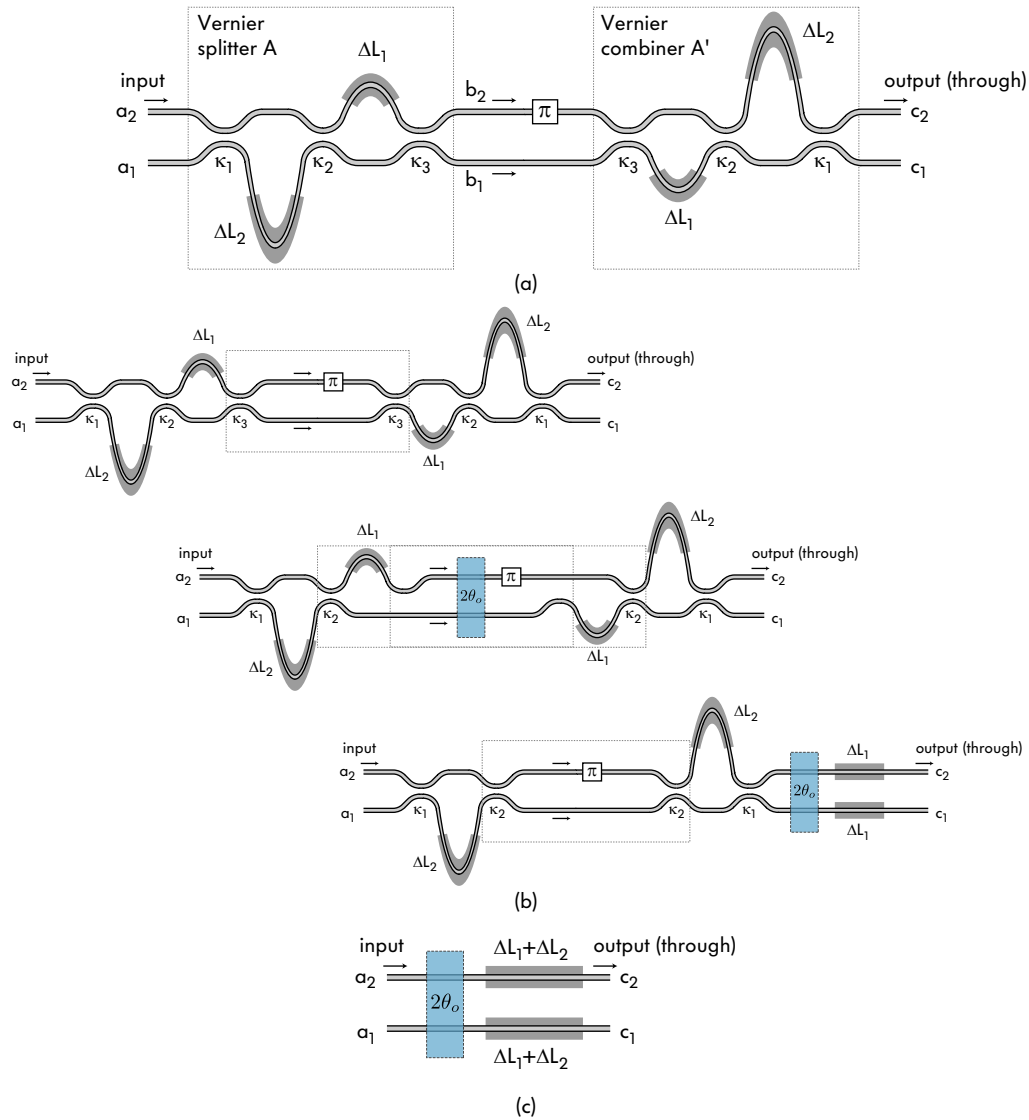 Vernier
splitter A
Vernier
combiner A'
ΔL₁
ΔL₂
input
output (through)
a₂
b₂
π
c₂
a₁
κ₁
κ₂
κ₃
b₁
κ₃
κ₂
κ₁
c₁
ΔL₂
ΔL₁
(a)
ΔL₂
ΔL₁
input
output (through)
a₂
π
c₂
a₁
κ₁
κ₂
κ₃
κ₃
κ₂
κ₁
c₁
ΔL₂
ΔL₁
ΔL₂
ΔL₁
input
output (through)
a₂
2θₒ
π
c₂
a₁
κ₁
κ₂
κ₂
κ₁
c₁
ΔL₂
ΔL₁
ΔL₂
input
ΔL₁
output (through)
a₂
π
2θₒ
c₂
a₁
κ₁
κ₂
κ₂
κ₁
c₁
ΔL₂
ΔL₁
(b)
input
ΔL₁+ΔL₂
output (through)
a₂
2θₒ
c₂
a₁
c₁
ΔL₁+ΔL₂
(c)